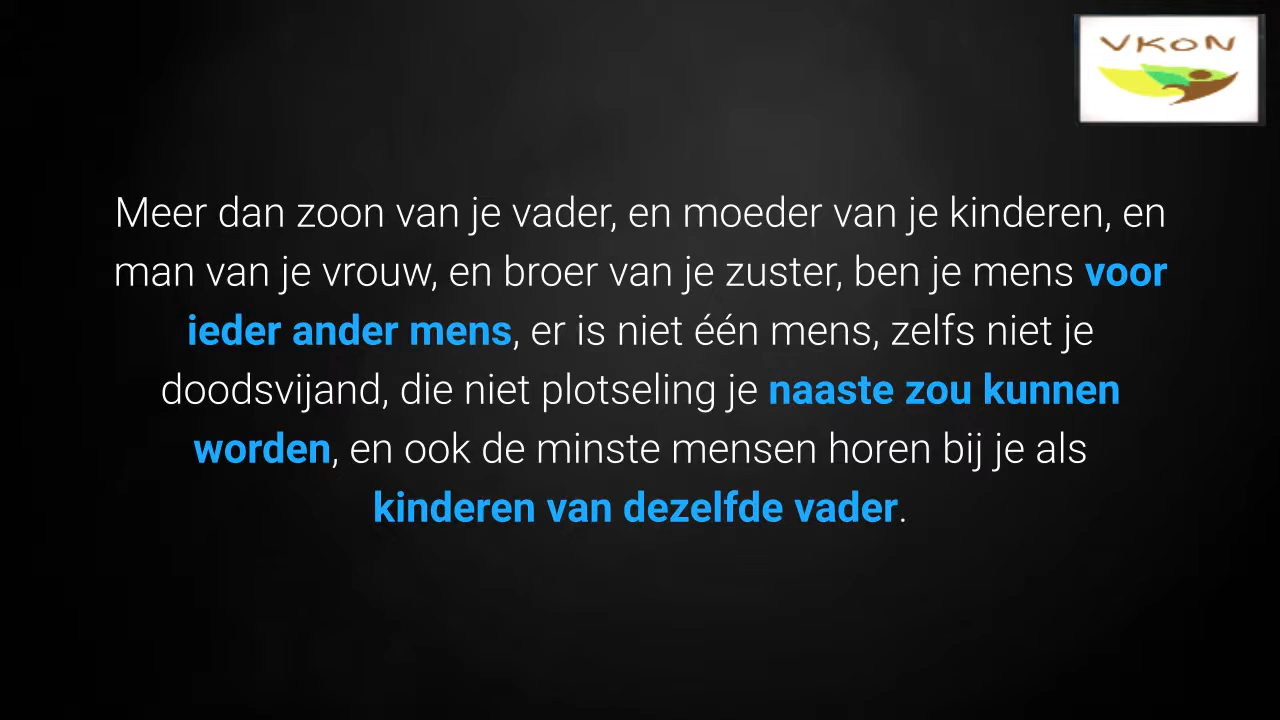 VKON
Meer dan zoon van je vader, en moeder van je kinderen, en
man van je vrouw, en broer van je zuster, ben je mens voor
ieder ander mens, er is niet één mens, zelfs niet je
doodsvijand, die niet plotseling je naaste zou kunnen
worden, en ook de minste mensen horen bij je als
kinderen van dezelfde vader.